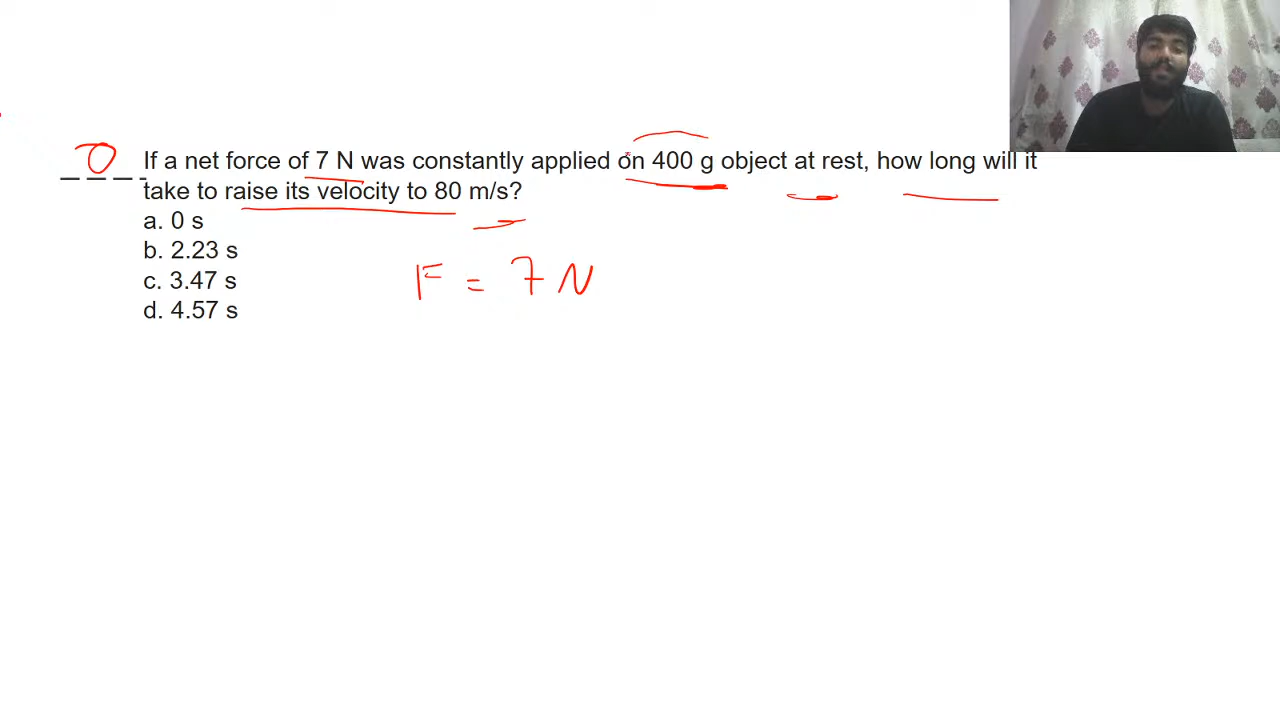 O If a net force of 7 N was constantly applied on 400 g object at rest, how long will it
take to raise its velocity to 80 m/s?
a. 0 s
b. 2.23 s
c. 3.47 s
d. 4.57 s
F = 7 N